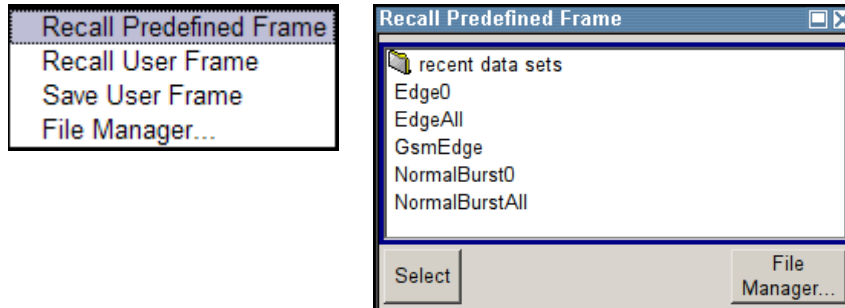 Recall Predefined Frame
Recall User Frame
Save User Frame
File Manager...
Recall Predefined Frame
recent data sets
Edge0
EdgeAll
GsmEdge
NormalBurst0
NormalBurstAll
Select
File
Manager...